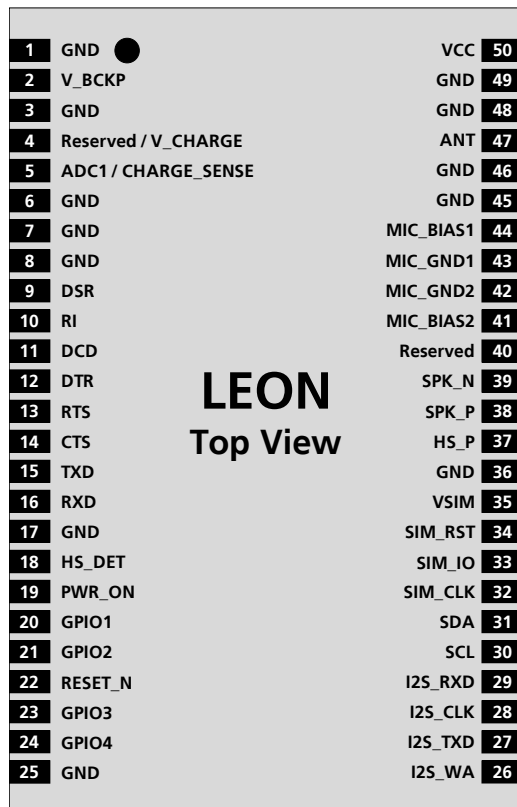 1 GND VCC 50
2 V_BCKP GND 49
3 GND GND 48
4 Reserved / V_CHARGE ANT 47
5 ADC1 / CHARGE_SENSE GND 46
6 GND GND 45
7 GND MIC_BIAS1 44
8 GND MIC_GND1 43
9 DSR MIC_GND2 42
10 RI MIC_BIAS2 41
11 DCD Reserved 40
12 DTR SPK_N 39
13 RTS SPK_P 38
14 CTS HS_P 37
15 TXD GND 36
16 RXD VSIM 35
17 GND SIM_RST 34
18 HS_DET SIM_IO 33
19 PWR_ON SIM_CLK 32
20 GPIO1 SDA 31
21 GPIO2 SCL 30
22 RESET_N I2S_RXD 29
23 GPIO3 I2S_CLK 28
24 GPIO4 I2S_TXD 27
25 GND I2S_WA 26
LEON
Top View